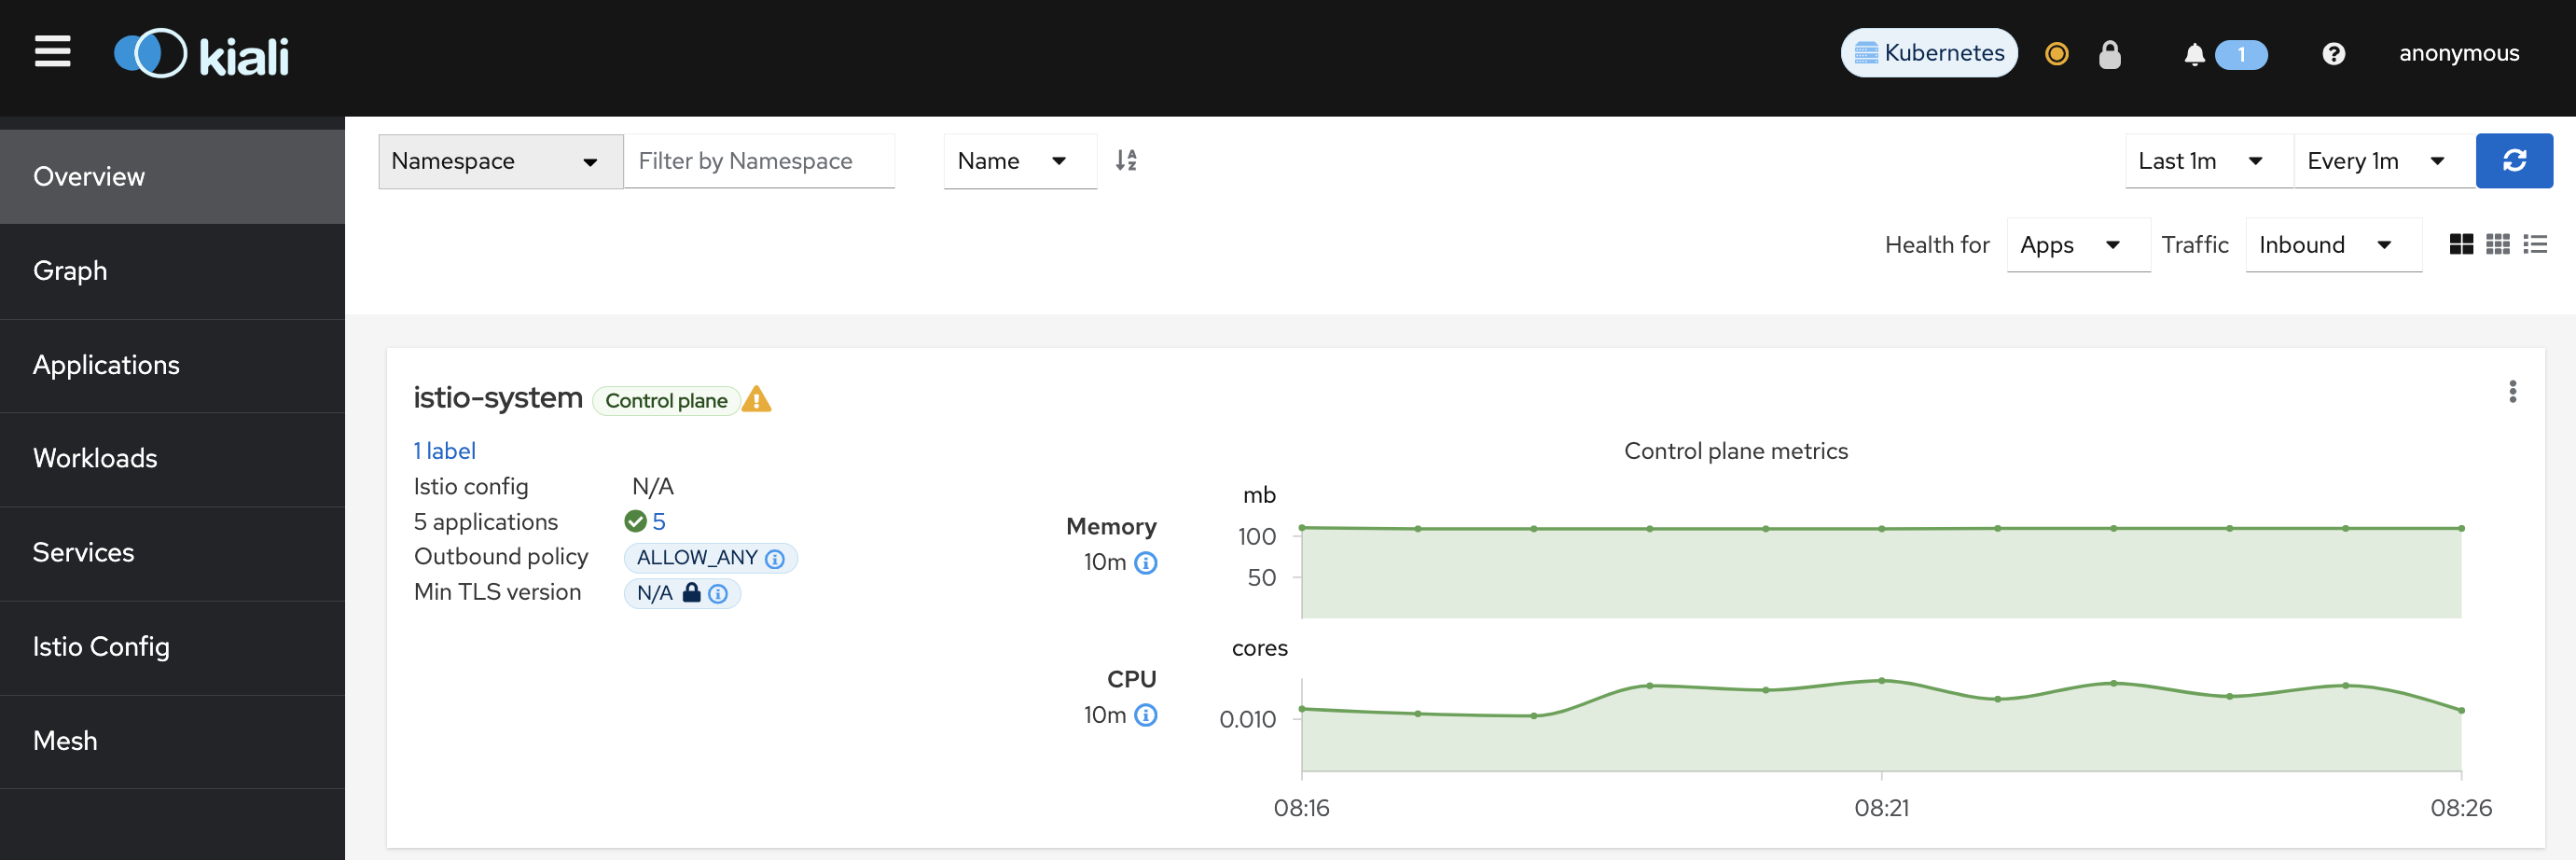 kiali
Kubernetes
1
anonymous
Overview
Graph
Applications
Workloads
Services
Istio Config
Mesh
Namespace
Filter by Namespace
Name
Last 1m
Every 1m
Health for
Apps
Traffic
Inbound
istio-system
Control plane
1 label
Istio config N/A
5 applications 5
Outbound policy ALLOW_ANY
Min TLS version N/A
Control plane metrics
Memory
10m
mb
100
50
CPU
10m
cores
0.010
08:16
08:21
08:26